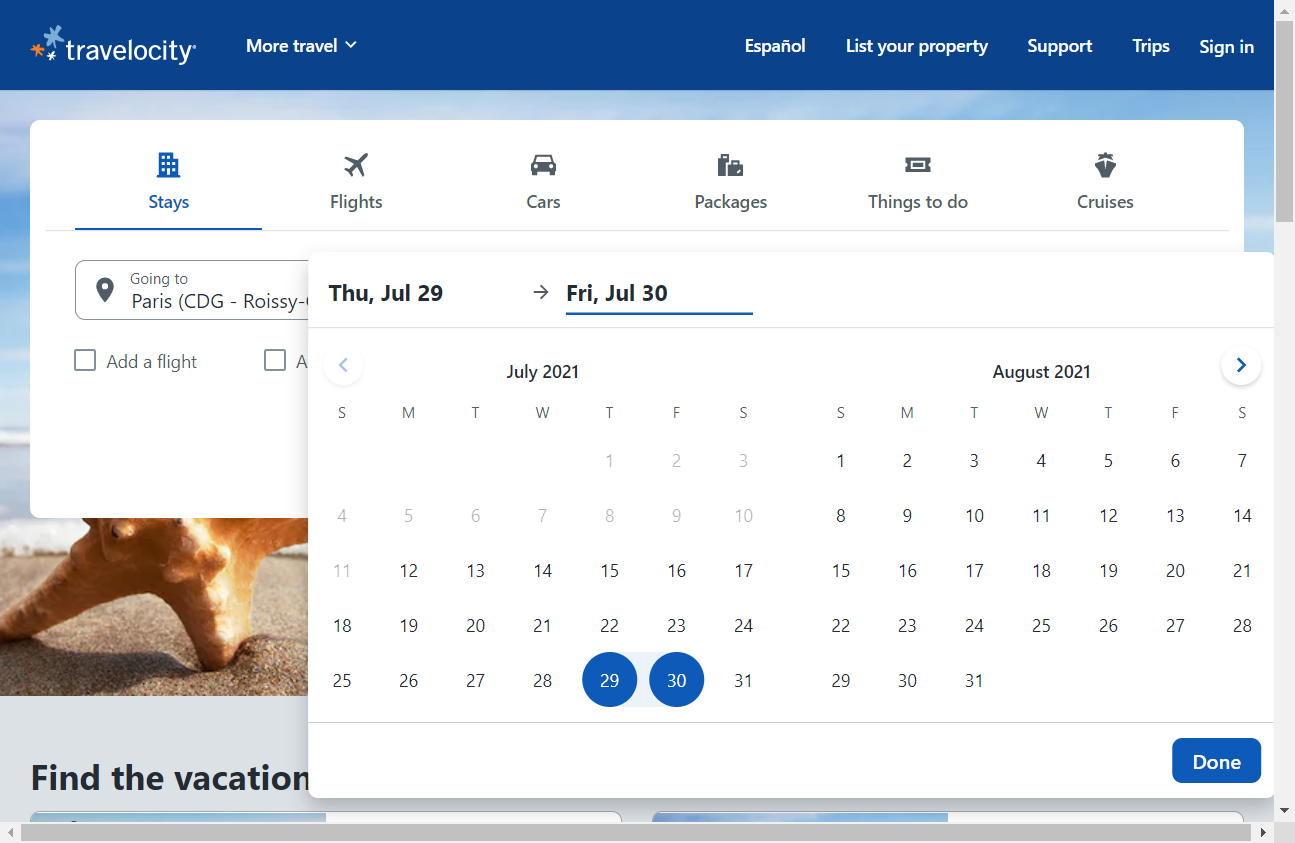 travelocity
More travel
Español
List your property
Support
Trips
Sign in
Stays
Flights
Cars
Packages
Things to do
Cruises
Going to
Paris (CDG - Roissy-
Add a flight
A
Thu, Jul 29
Fri, Jul 30
July 2021
S M T W T F S
1 2 3
4 5 6 7 8 9 10
11 12 13 14 15 16 17
18 19 20 21 22 23 24
25 26 27 28 29 30 31
August 2021
S M T W T F S
1 2 3 4 5 6 7
8 9 10 11 12 13 14
15 16 17 18 19 20 21
22 23 24 25 26 27 28
29 30 31
Done
Find the vacation